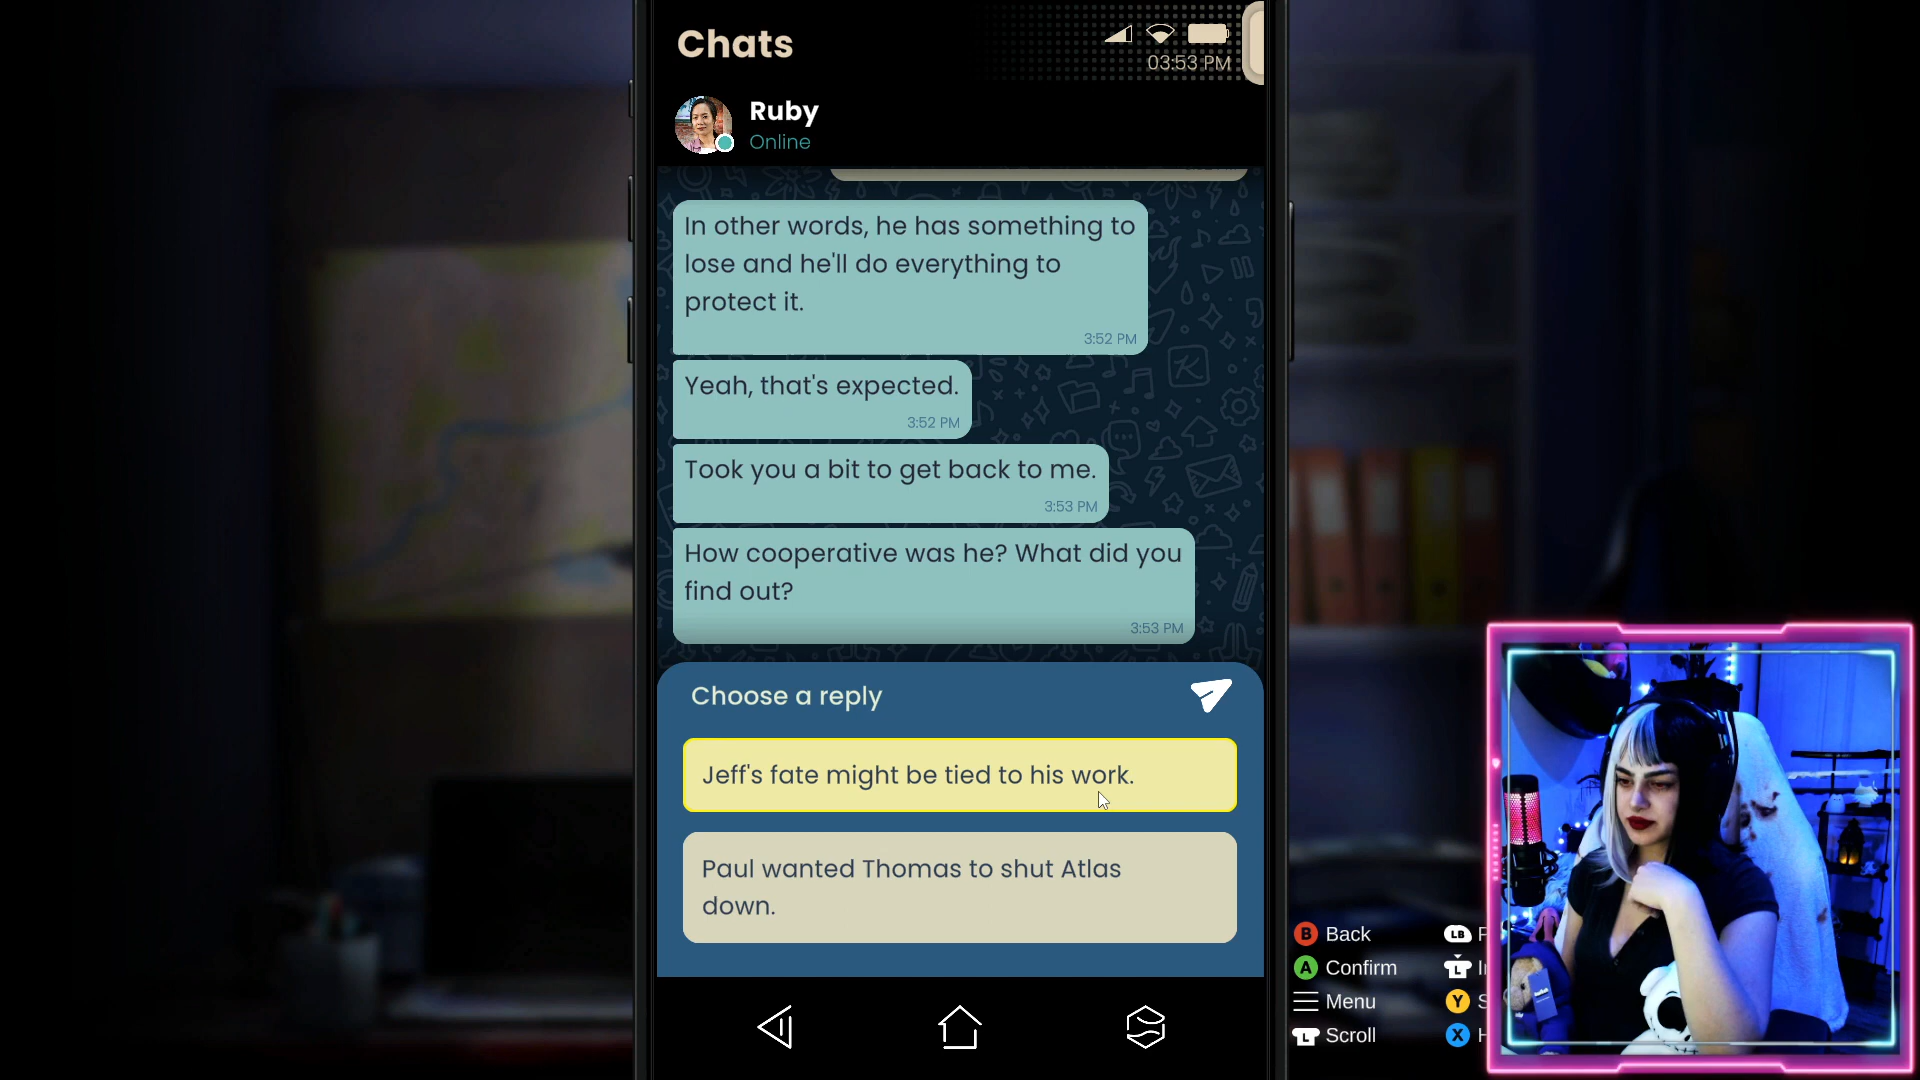 Chats
03:53 PM
Ruby
Online
In other words, he has something to
lose and he'll do everything to
protect it.
3:52 PM
Yeah, that's expected.
3:52 PM
Took you a bit to get back to me.
3:53 PM
How cooperative was he? What did you
find out?
3:53 PM
Choose a reply
Jeff's fate might be tied to his work.
Paul wanted Thomas to shut Atlas
down.
B Back
LB
A Confirm
L
Menu
Y
L Scroll
X